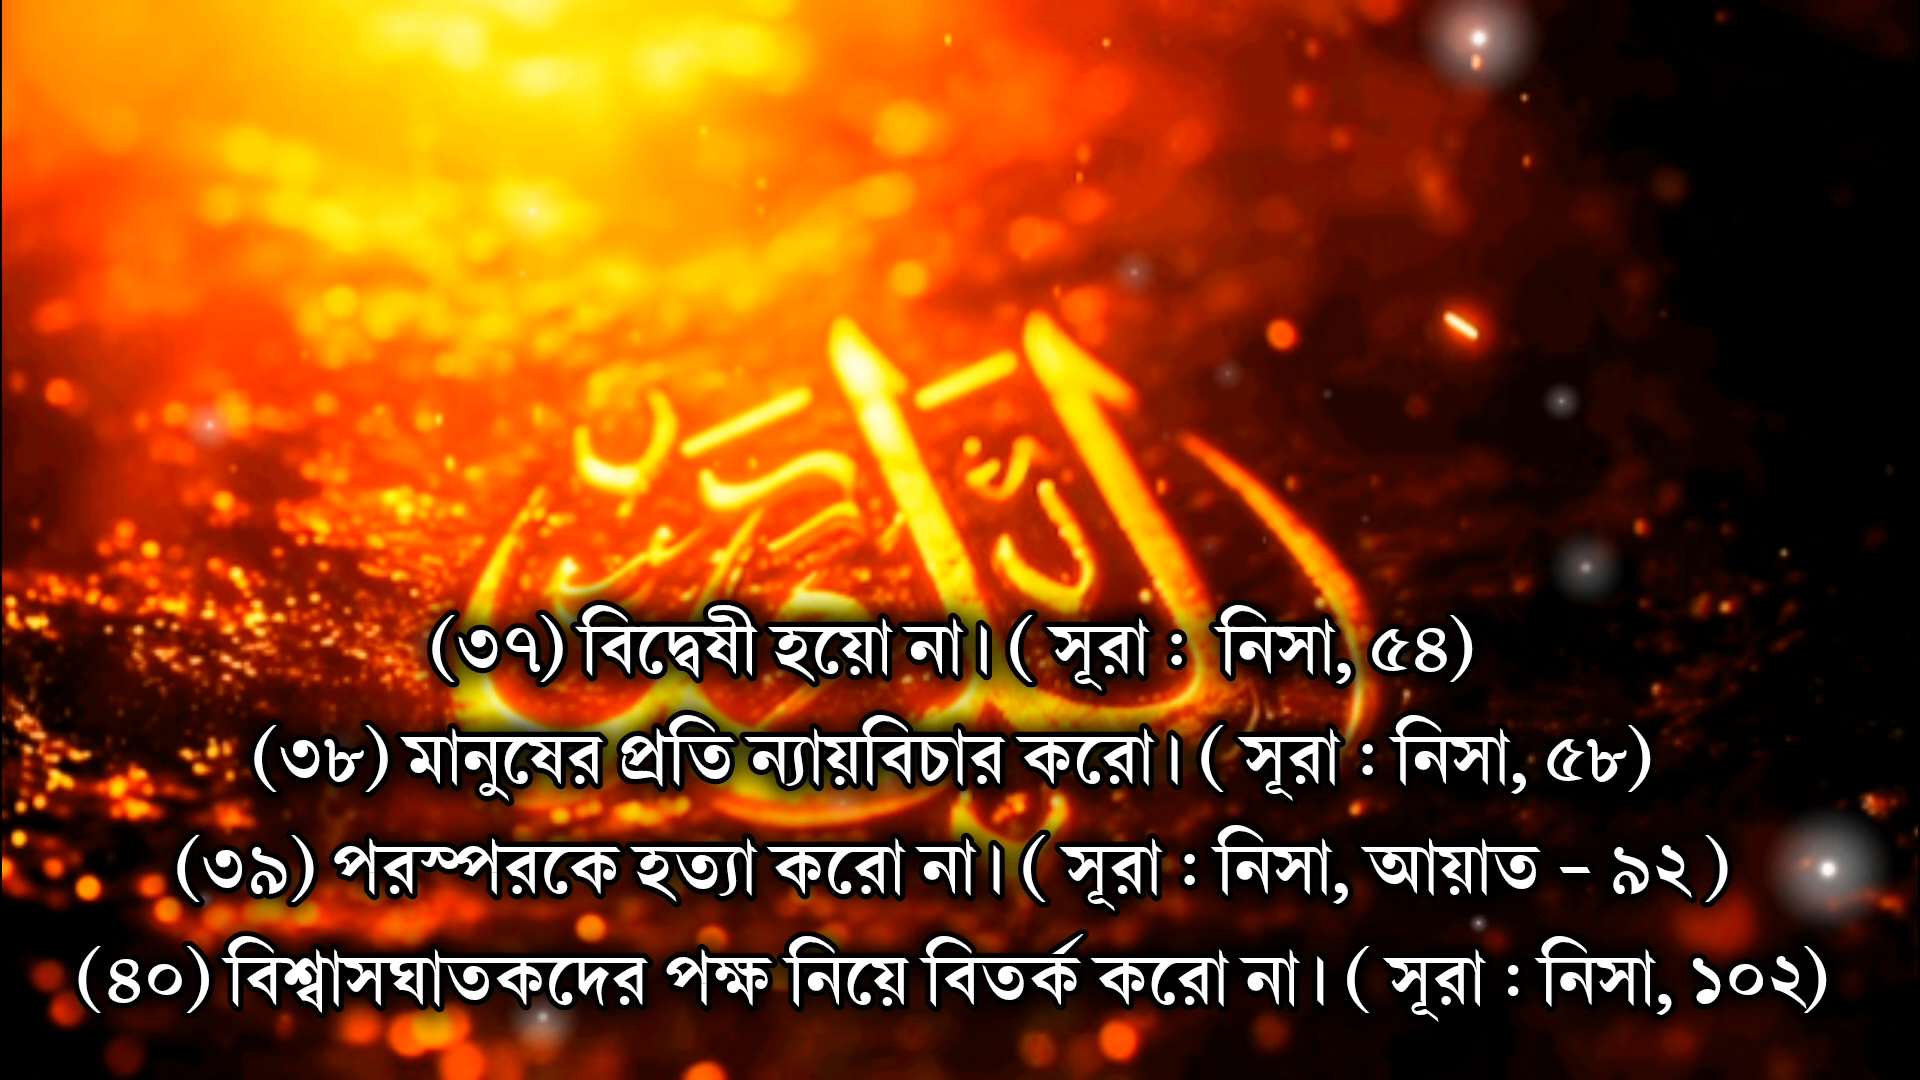 (৩৭) বিদ্বেষী হয়ো না। ( সূরা : নিসা, ৫৪)
(৩৮) মানুষের প্রতি ন্যায়বিচার করো। ( সূরা : নিসা, ৫৮)
(৩৯) পরস্পরকে হত্যা করো না। ( সূরা : নিসা, আয়াত – ৯২ )
(৪০) বিশ্বাসঘাতকদের পক্ষ নিয়ে বিতর্ক করো না। ( সূরা : নিসা, ১০২)